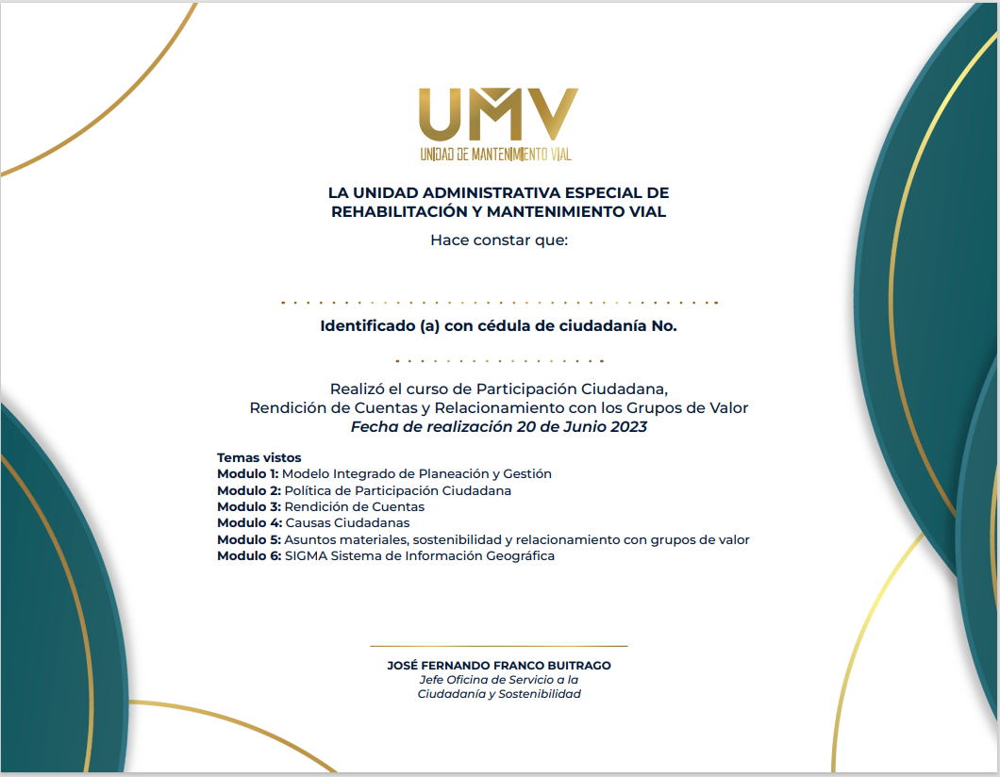 UMV
UNIDAD DE MANTENIMIENTO VIAL
LA UNIDAD ADMINISTRATIVA ESPECIAL DE
REHABILITACIÓN Y MANTENIMIENTO VIAL
Hace constar que:
Identificado (a) con cédula de ciudadanía No.
Realizó el curso de Participación Ciudadana,
Rendición de Cuentas y Relacionamiento con los Grupos de Valor
Fecha de realización 20 de Junio 2023
Temas vistos
Modulo 1: Modelo Integrado de Planeación y Gestión
Modulo 2: Política de Participación Ciudadana
Modulo 3: Rendición de Cuentas
Modulo 4: Causas Ciudadanas
Modulo 5: Asuntos materiales, sostenibilidad y relacionamiento con grupos de valor
Modulo 6: SIGMA Sistema de Información Geográfica
JOSÉ FERNANDO FRANCO BUITRAGO
Jefe Oficina de Servicio a la
Ciudadanía y Sostenibilidad